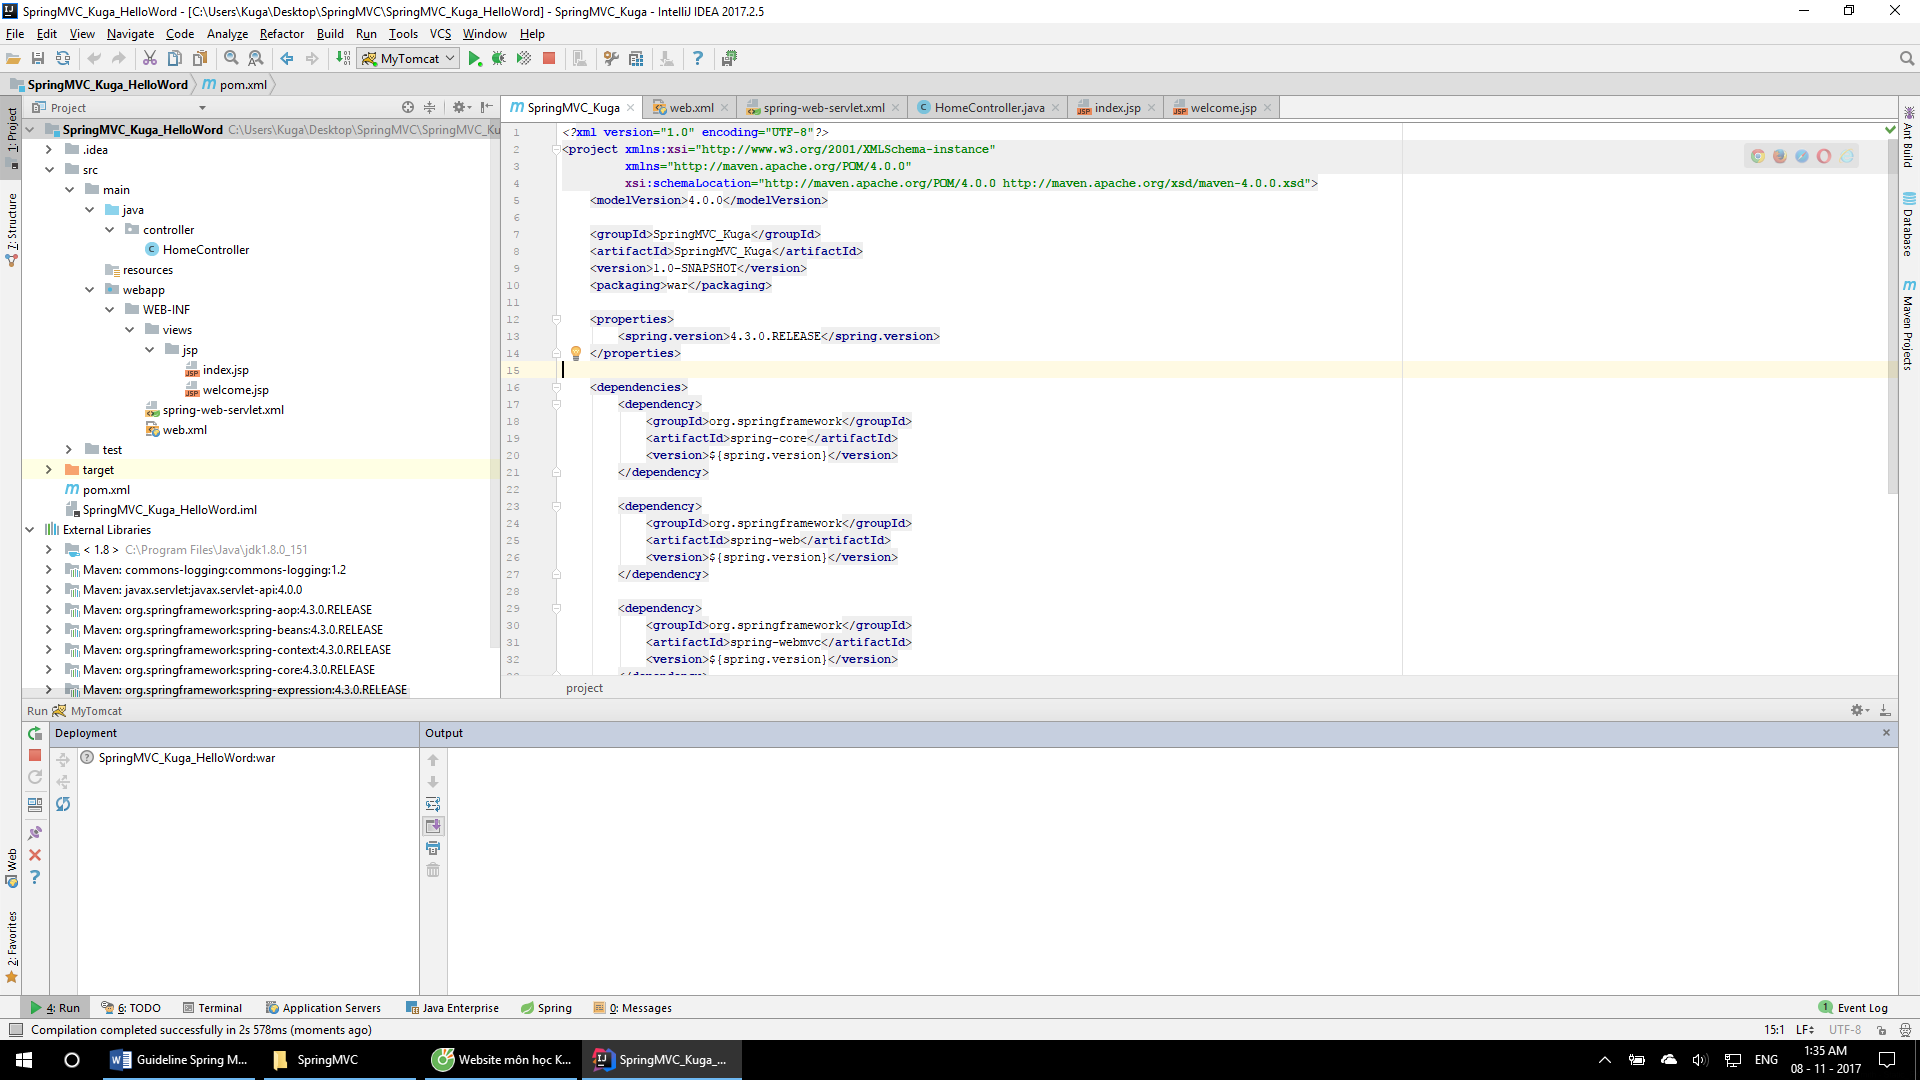 SpringMVC_Kuga_HelloWord - [C:\Users\Kuga\Desktop\SpringMVC\SpringMVC_Kuga_HelloWord] - SpringMVC_Kuga - IntelliJ IDEA 2017.2.5
File Edit View Navigate Code Analyze Refactor Build Run Tools VCS Window Help
MyTomcat
SpringMVC_Kuga_HelloWord pom.xml
1: Project
7: Structure
Web
2: Favorites
Project
SpringMVC_Kuga_HelloWord C:\Users\Kuga\Desktop\SpringMVC\SpringMVC_Ku
.idea
src
main
java
controller
HomeController
resources
webapp
WEB-INF
views
jsp
index.jsp
welcome.jsp
spring-web-servlet.xml
web.xml
test
target
pom.xml
SpringMVC_Kuga_HelloWord.iml
External Libraries
< 1.8 > C:\Program Files\Java\jdk1.8.0_151
Maven: commons-logging:commons-logging:1.2
Maven: javax.servlet:javax.servlet-api:4.0.0
Maven: org.springframework:spring-aop:4.3.0.RELEASE
Maven: org.springframework:spring-beans:4.3.0.RELEASE
Maven: org.springframework:spring-context:4.3.0.RELEASE
Maven: org.springframework:spring-core:4.3.0.RELEASE
Maven: org.springframework:spring-expression:4.3.0.RELEASE
SpringMVC_Kuga web.xml spring-web-servlet.xml HomeController.java index.jsp welcome.jsp
1 <?xml version="1.0" encoding="UTF-8"?>
2 <project xmlns:xsi="http://www.w3.org/2001/XMLSchema-instance"
3 xmlns="http://maven.apache.org/POM/4.0.0"
4 xsi:schemaLocation="http://maven.apache.org/POM/4.0.0 http://maven.apache.org/xsd/maven-4.0.0.xsd">
5 <modelVersion>4.0.0</modelVersion>
6
7 <groupId>SpringMVC_Kuga</groupId>
8 <artifactId>SpringMVC_Kuga</artifactId>
9 <version>1.0-SNAPSHOT</version>
10 <packaging>war</packaging>
11
12 <properties>
13 <spring.version>4.3.0.RELEASE</spring.version>
14 </properties>
15
16 <dependencies>
17 <dependency>
18 <groupId>org.springframework</groupId>
19 <artifactId>spring-core</artifactId>
20 <version>${spring.version}</version>
21 </dependency>
22
23 <dependency>
24 <groupId>org.springframework</groupId>
25 <artifactId>spring-web</artifactId>
26 <version>${spring.version}</version>
27 </dependency>
28
29 <dependency>
30 <groupId>org.springframework</groupId>
31 <artifactId>spring-webmvc</artifactId>
32 <version>${spring.version}</version>
project
Ant Build
Database
Maven Projects
Run MyTomcat
Deployment
Output
SpringMVC_Kuga_HelloWord:war
4: Run 6: TODO Terminal Application Servers Java Enterprise Spring 0: Messages
1 Event Log
Compilation completed successfully in 2s 578ms (moments ago)
15:1 LF UTF-8
Guideline Spring M... SpringMVC Website môn học K... SpringMVC_Kuga_...
ENG
1:35 AM
08 - 11 - 2017